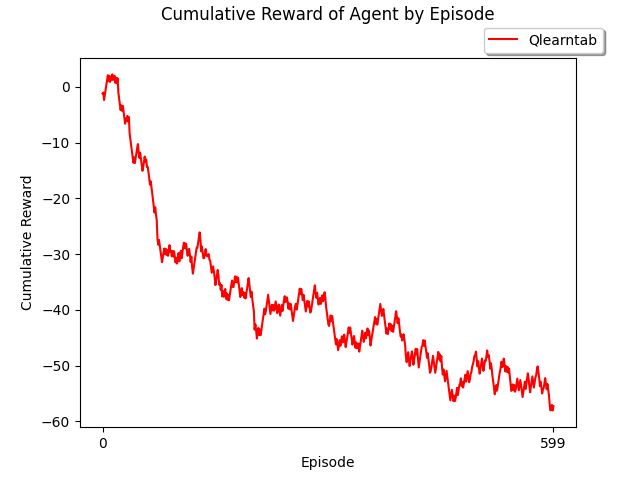 Cumulative Reward of Agent by Episode
Qlearntab
0
−10
−20
−30
−40
−50
−60
Cumulative Reward
0
599
Episode